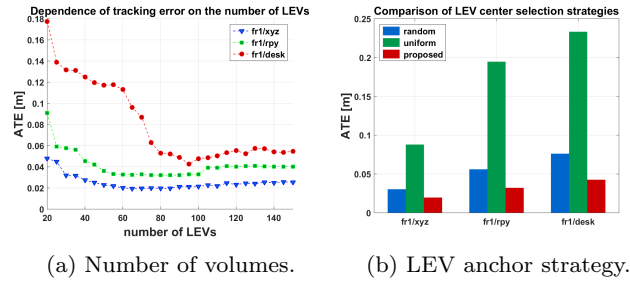 Dependence of tracking error on the number of LEVs
0.18
0.16
0.14
0.12
0.1
0.08
0.06
0.04
0.02
0
ATE [m]
fr1/xyz
fr1/rpy
fr1/desk
20 40 60 80 100 120 140
number of LEVs
(a) Number of volumes.
Comparison of LEV center selection strategies
0.25
0.2
0.15
0.1
0.05
0
ATE [m]
random
uniform
proposed
fr1/xyz fr1/rpy fr1/desk
(b) LEV anchor strategy.